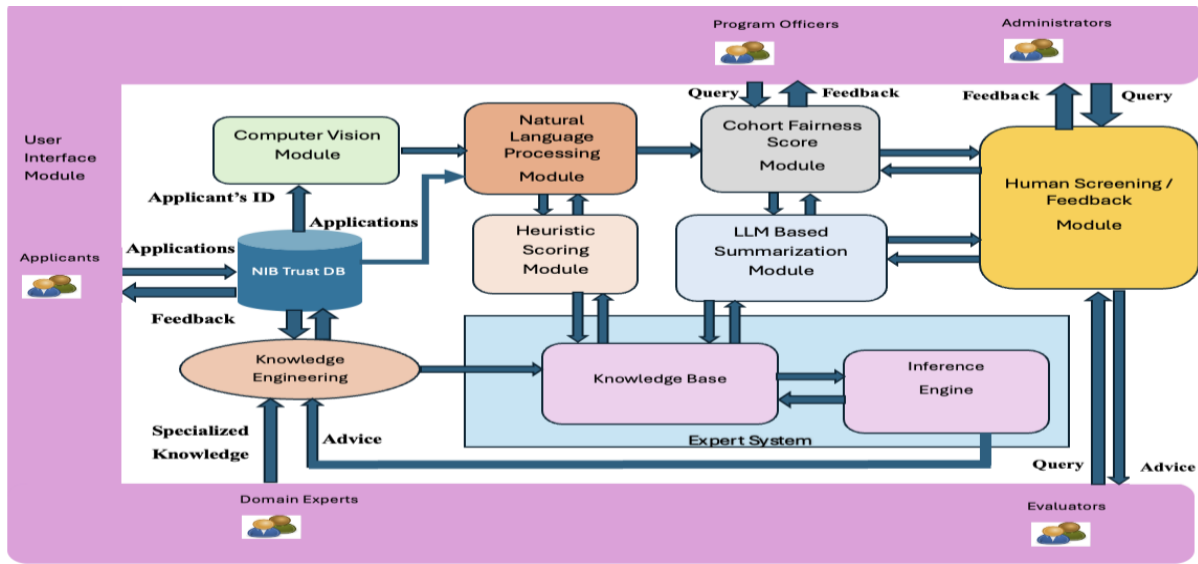 Program Officers
Administrators
Query
Feedback
Feedback
Query
User
Interface
Module
Computer Vision
Module
Natural
Language
Processing
Module
Cohort Fairness
Score
Module
Human Screening /
Feedback
Module
Applicant's ID
Applications
Applications
Heuristic
Scoring
Module
LLM Based
Summarization
Module
Applicants
NIB Trust DB
Feedback
Knowledge
Engineering
Knowledge Base
Inference
Engine
Specialized
Knowledge
Advice
Expert System
Query
Advice
Domain Experts
Evaluators